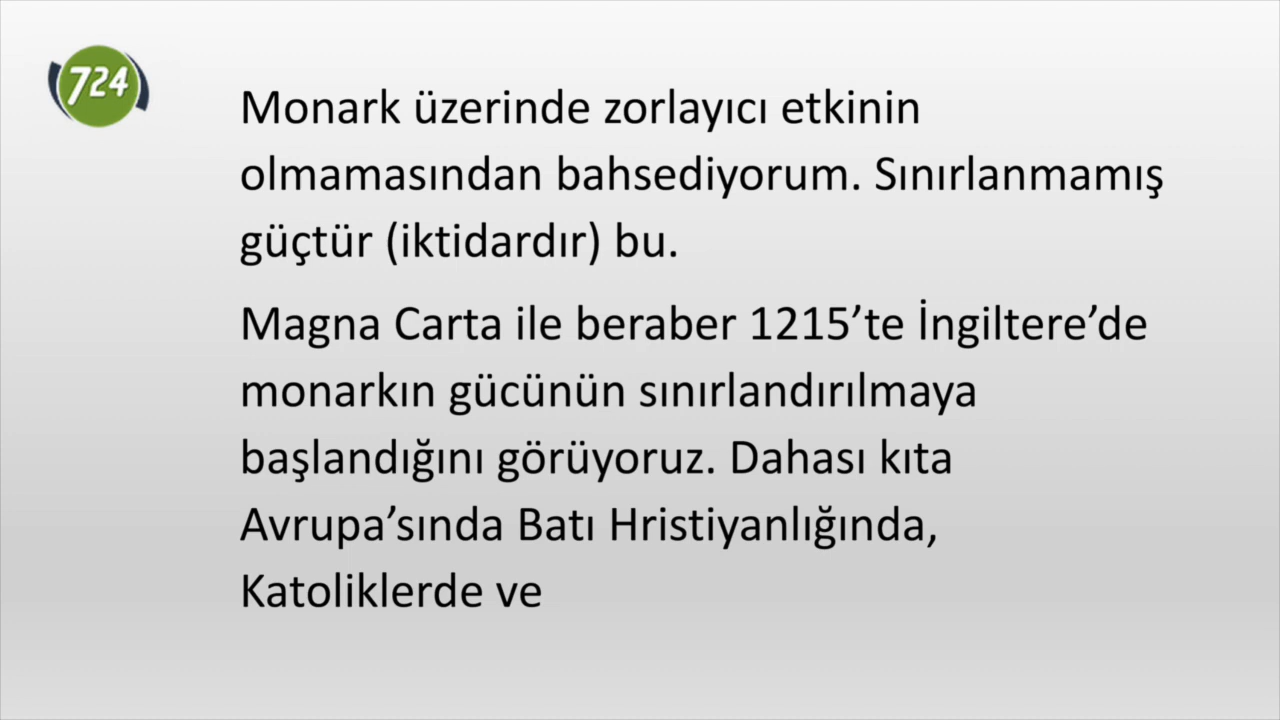 724
Monark üzerinde zorlayıcı etkinin
olmamasından bahsediyorum. Sınırlanmamış
güçtür (iktidardır) bu.
Magna Carta ile beraber 1215’te İngiltere’de
monarkın gücünün sınırlandırılmaya
başlandığını görüyoruz. Dahası kıta
Avrupa’sında Batı Hristiyanlığında,
Katoliklerde ve